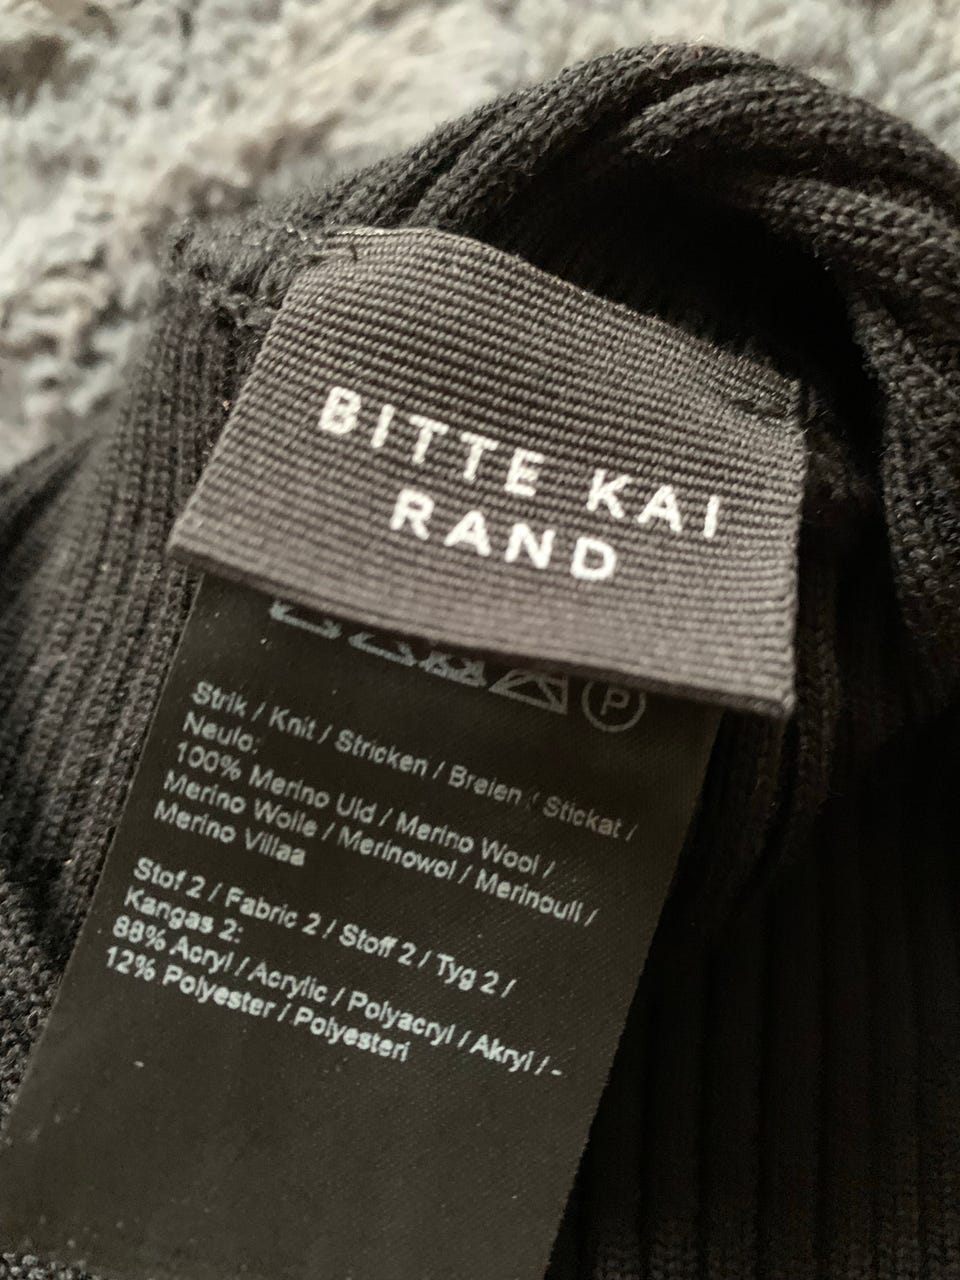 BITTE KAI
RAND
P
Strik / Knit / Stricken / Breien / Stickat /
Neulo:
100% Merino Uld / Merino Wool /
Merino Wolle / Merinowol / Merinoull /
Merino Villaa
Stof 2 / Fabric 2 / Stoff 2 / Tyg 2 /
Kangas 2:
88% Acryl / Acrylic / Polyacryl / Akryl / -
12% Polyester / Polyesteri